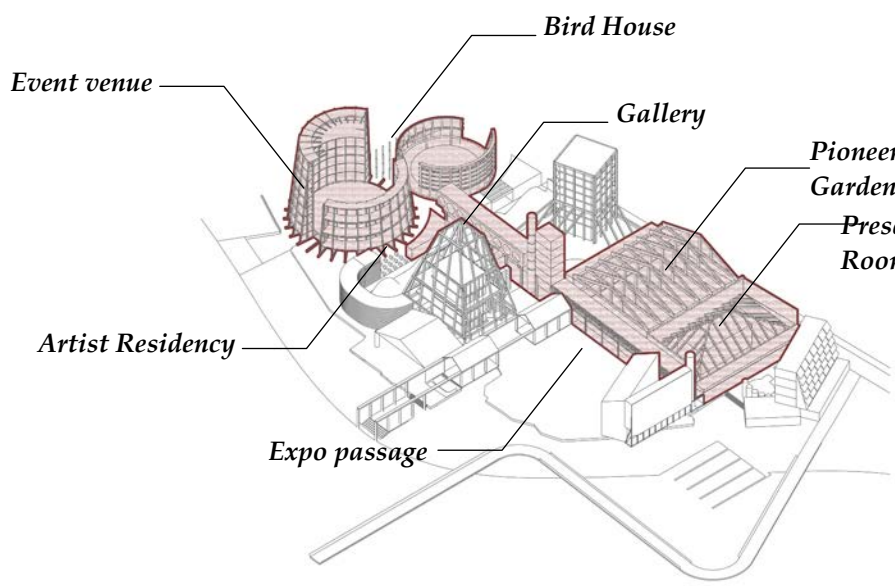 Bird House
Event venue
Gallery
Pioneer
Garden
Artist Residency
Expo passage